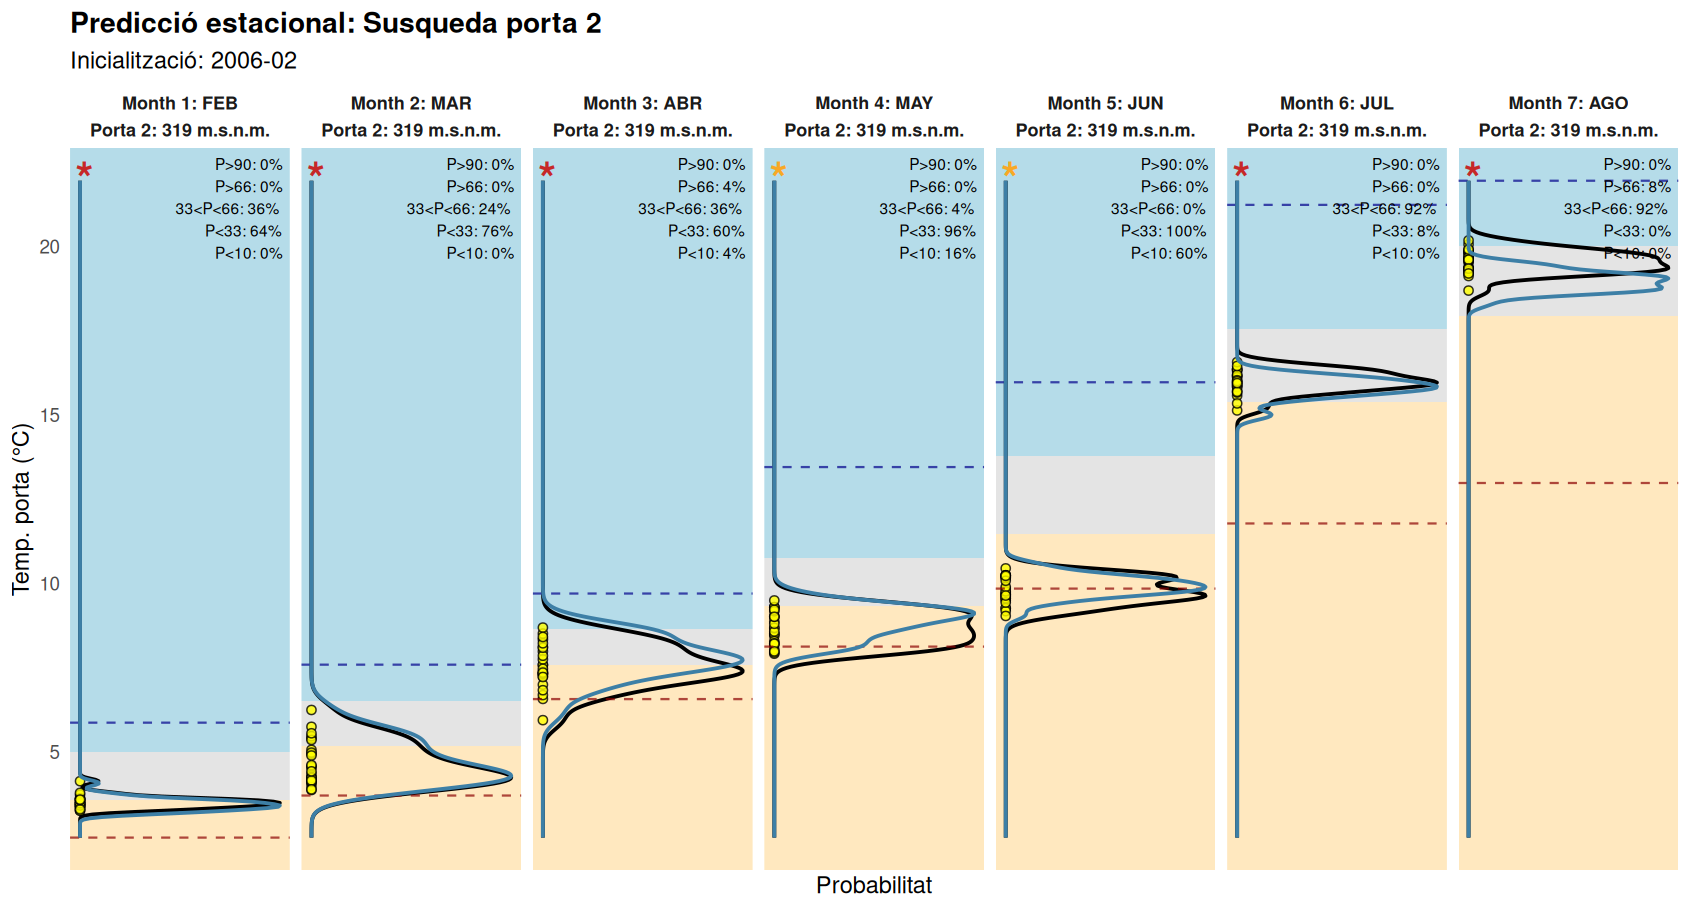 Predicció estacional: Susqueda porta 2
Inicialització: 2006-02
Month 1: FEB
Porta 2: 319 m.s.n.m.
Month 2: MAR
Porta 2: 319 m.s.n.m.
Month 3: ABR
Porta 2: 319 m.s.n.m.
Month 4: MAY
Porta 2: 319 m.s.n.m.
Month 5: JUN
Porta 2: 319 m.s.n.m.
Month 6: JUL
Porta 2: 319 m.s.n.m.
Month 7: AGO
Porta 2: 319 m.s.n.m.
*
P>90: 0%
P>66: 0%
33<P<66: 36%
P<33: 64%
P<10: 0%
*
P>90: 0%
P>66: 0%
33<P<66: 24%
P<33: 76%
P<10: 0%
*
P>90: 0%
P>66: 4%
33<P<66: 36%
P<33: 60%
P<10: 4%
*
P>90: 0%
P>66: 0%
33<P<66: 4%
P<33: 96%
P<10: 16%
*
P>90: 0%
P>66: 0%
33<P<66: 0%
P<33: 100%
P<10: 60%
*
P>90: 0%
P>66: 0%
33<P<66: 92%
P<33: 8%
P<10: 0%
*
P>90: 0%
P>66: 8%
33<P<66: 92%
P<33: 0%
P<10: 0%
20
15
10
5
Temp. porta (°C)
Probabilitat